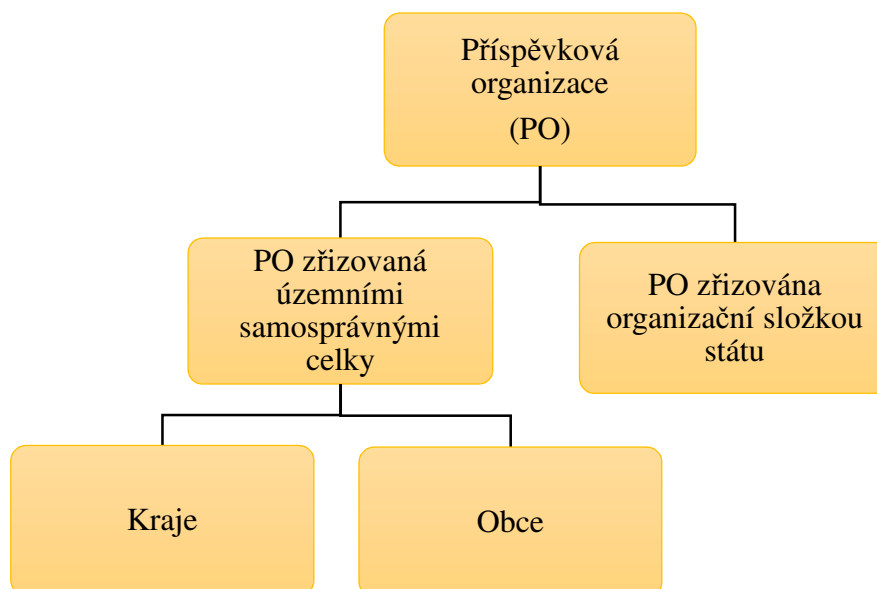 Příspěvková
organizace
(PO)
PO zřizovaná
územními
samosprávnými
celky
PO zřizována
organizační složkou
státu
Kraje
Obce